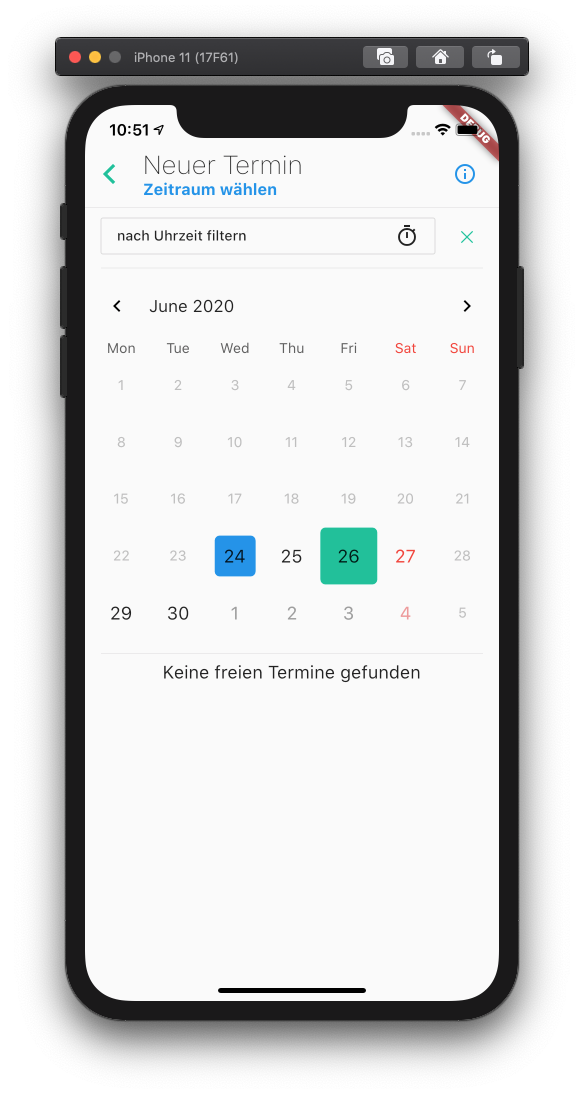 iPhone 11 (17F61)
10:51
DEBUG
Neuer Termin
Zeitraum wählen
nach Uhrzeit filtern
June 2020
Mon Tue Wed Thu Fri Sat Sun
1 2 3 4 5 6 7
8 9 10 11 12 13 14
15 16 17 18 19 20 21
22 23 24 25 26 27 28
29 30 1 2 3 4 5
Keine freien Termine gefunden